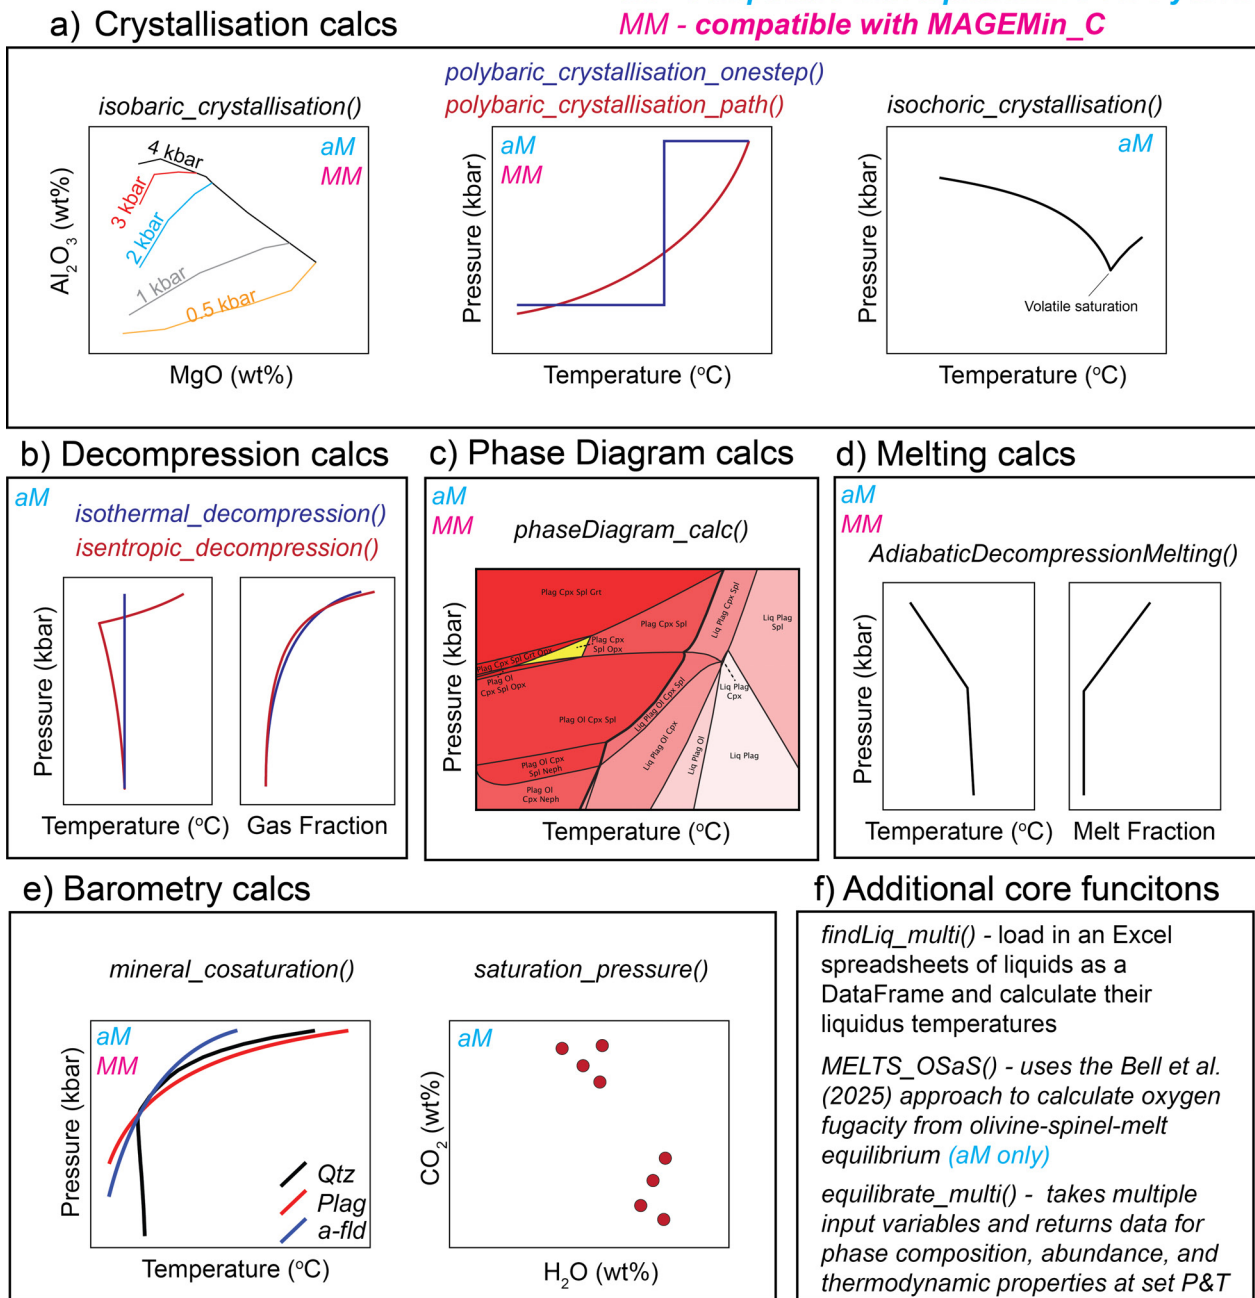 a) Crystallisation calcs
MM - compatible with MAGEMin_C
isobaric_crystallisation()
polybaric_crystallisation_onestep()
polybaric_crystallisation_path()
isochoric_crystallisation()
aM
MM
4 kbar
3 kbar
2 kbar
1 kbar
0.5 kbar
Al2O3 (wt%)
MgO (wt%)
aM
MM
Pressure (kbar)
Temperature (°C)
aM
Volatile saturation
Pressure (kbar)
Temperature (°C)
b) Decompression calcs
aM
isothermal_decompression()
isentropic_decompression()
Pressure (kbar)
Temperature (°C)
Gas Fraction
c) Phase Diagram calcs
aM
MM
phaseDiagram_calc()
Plag Cpx Spl Grt
Plag Cpx Spl
Liq Plag Cpx Spl
Liq Plag
Spl
Plag Cpx
Spl Opx
Plag Cpx Spl Grt Opx
Plag Ol
Cpx Spl Opx
Liq Plag
Cpx
Plag Ol Cpx Spl
Liq Plag Ol Cpx Spl
Liq Plag Ol Cpx
Liq Plag Ol
Liq Plag
Plag Ol Cpx
Spl Neph
Plag Ol
Cpx Neph
Pressure (kbar)
Temperature (°C)
d) Melting calcs
aM
MM
AdiabaticDecompressionMelting()
Pressure (kbar)
Temperature (°C)
Melt Fraction
e) Barometry calcs
mineral_cosaturation()
aM
MM
Qtz
Plag
a-fld
Pressure (kbar)
Temperature (°C)
saturation_pressure()
aM
CO2 (wt%)
H2O (wt%)
f) Additional core funcitons
findLiq_multi() - load in an Excel
spreadsheets of liquids as a
DataFrame and calculate their
liquidus temperatures
MELTS_OSaS() - uses the Bell et al.
(2025) approach to calculate oxygen
fugacity from olivine-spinel-melt
equilibrium (aM only)
equilibrate_multi() - takes multiple
input variables and returns data for
phase composition, abundance, and
thermodynamic properties at set P&T